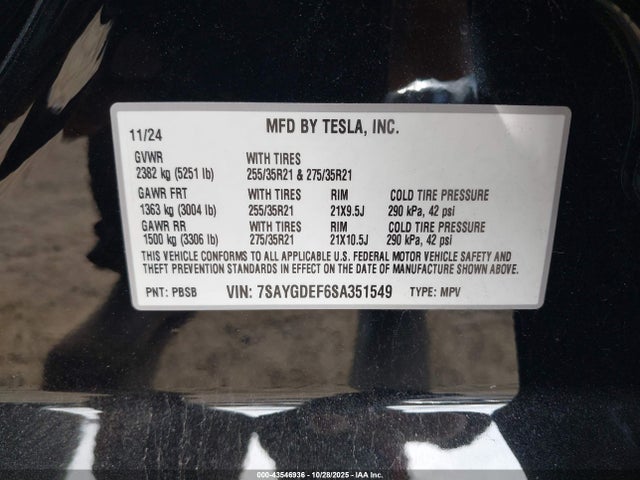 11/24 MFD BY TESLA, INC.
GVWR WITH TIRES
2382 kg (5251 lb) 255/35R21 & 275/35R21
GAWR FRT WITH TIRES RIM COLD TIRE PRESSURE
1363 kg (3004 lb) 255/35R21 21X9.5J 290 kPa, 42 psi
GAWR RR WITH TIRES RIM COLD TIRE PRESSURE
1500 kg (3306 lb) 275/35R21 21X10.5J 290 kPa, 42 psi
THIS VEHICLE CONFORMS TO ALL APPLICABLE U.S. FEDERAL MOTOR VEHICLE SAFETY AND
THEFT PREVENTION STANDARDS IN EFFECT ON THE DATE OF MANUFACTURE SHOWN ABOVE.
PNT: PBSB VIN: 7SAYGDEF6SA351549 TYPE: MPV
000-43546936 - 10/28/2025 - IAA Inc.